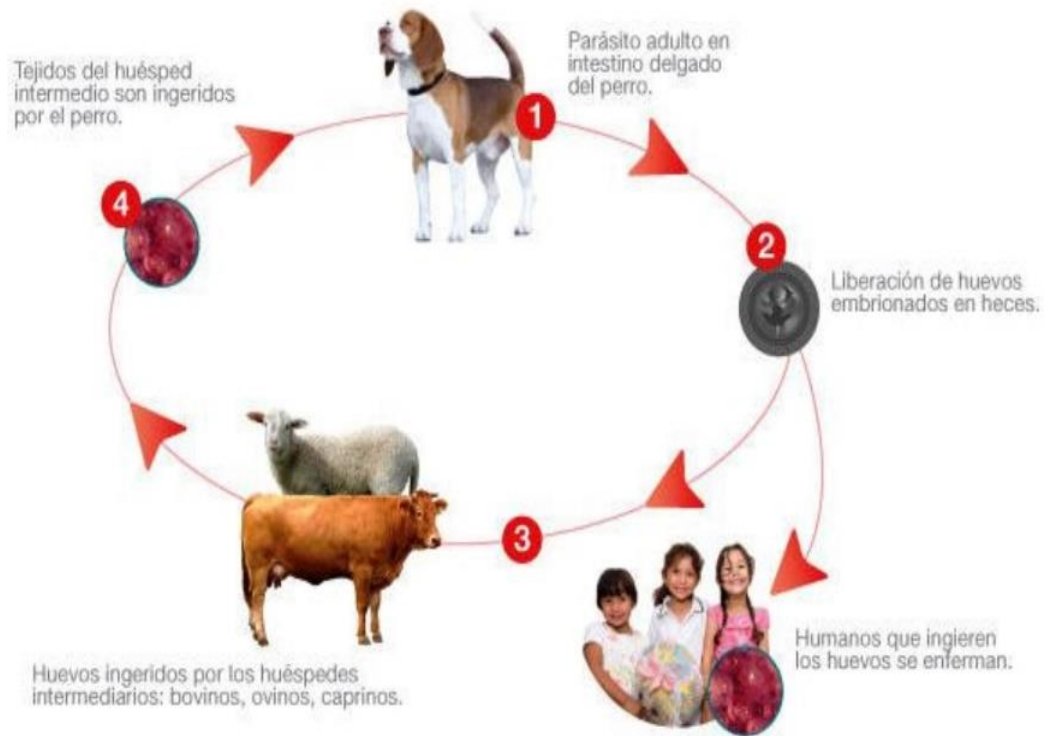 Tejidos del huésped
intermedio son ingeridos
por el perro.
Parásito adulto en
intestino delgado
del perro.
1
4
2
Liberación de huevos
embrionados en heces.
3
Huevos ingeridos por los huéspedes
intermediarios: bovinos, ovinos, caprinos.
Humanos que ingieren
los huevos se enferman.